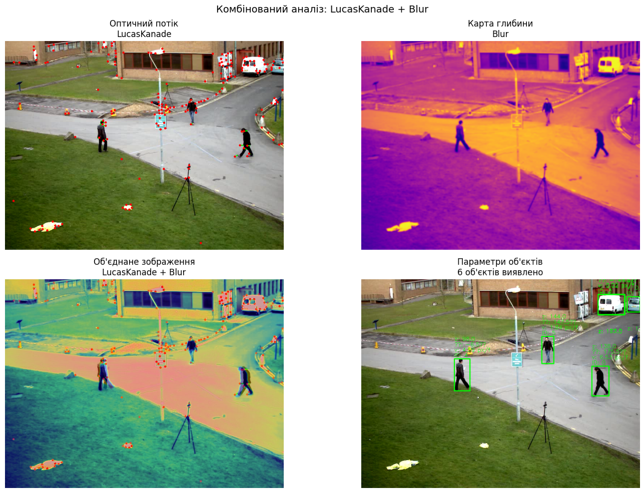 Комбінований аналіз: LucasKanade + Blur
Оптичний потік
LucasKanade
Карта глибини
Blur
Об'єднане зображення
LucasKanade + Blur
Параметри об'єктів
6 об'єктів виявлено